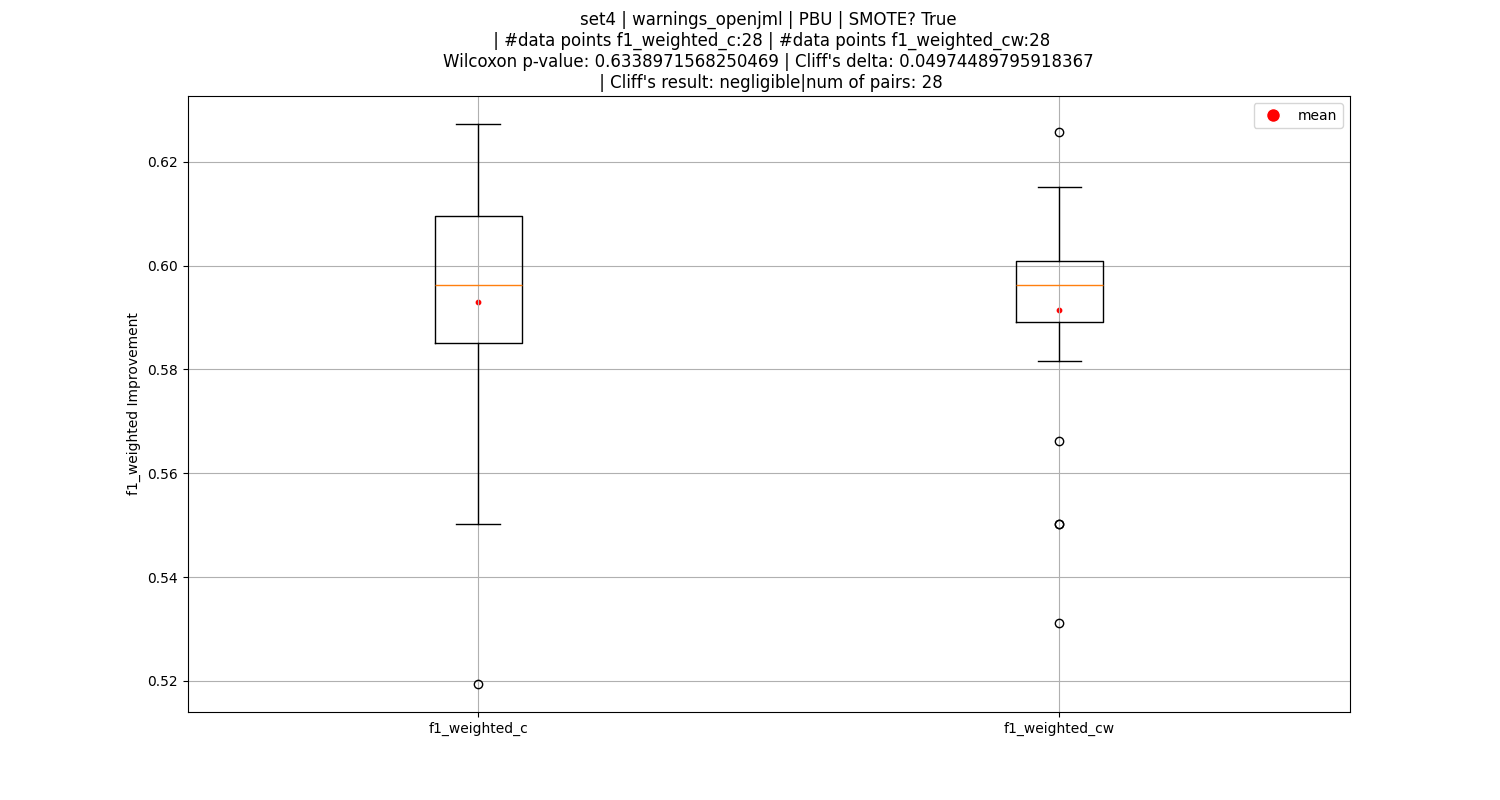 set4 | warnings_openjml | PBU | SMOTE? True
| #data points f1_weighted_c:28 | #data points f1_weighted_cw:28
Wilcoxon p-value: 0.6338971568250469 | Cliff's delta: 0.04974489795918367
| Cliff's result: negligible|num of pairs: 28
mean
0.62
0.60
0.58
0.56
0.54
0.52
f1_weighted Improvement
f1_weighted_c
f1_weighted_cw